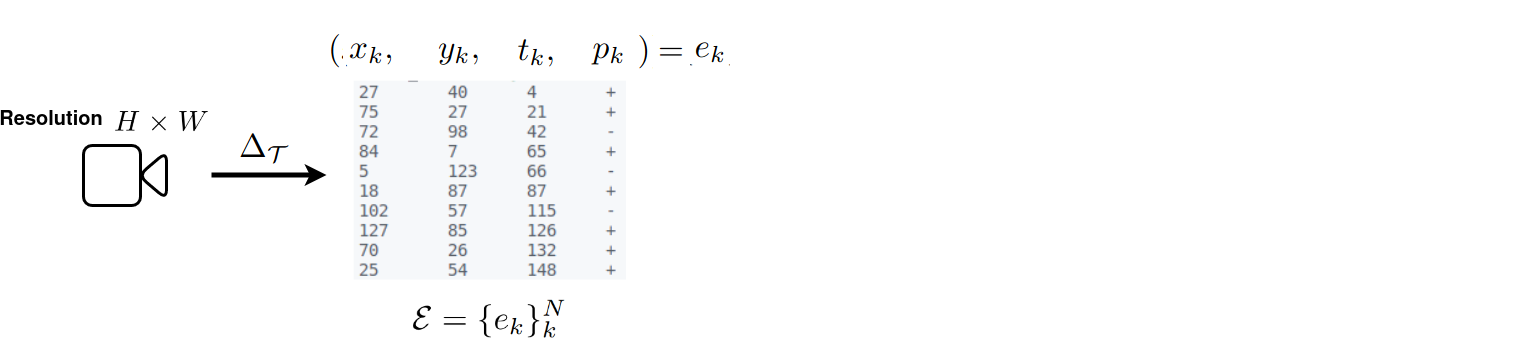 ( x_k, y_k, t_k, p_k ) = e_k
Resolution H × W
Δ_𝒯
27 40 4 +
75 27 21 +
72 98 42 -
84 7 65 +
5 123 66 -
18 87 87 +
102 57 115 -
127 85 126 +
70 26 132 +
25 54 148 +
ℰ = {e_k}_k^N